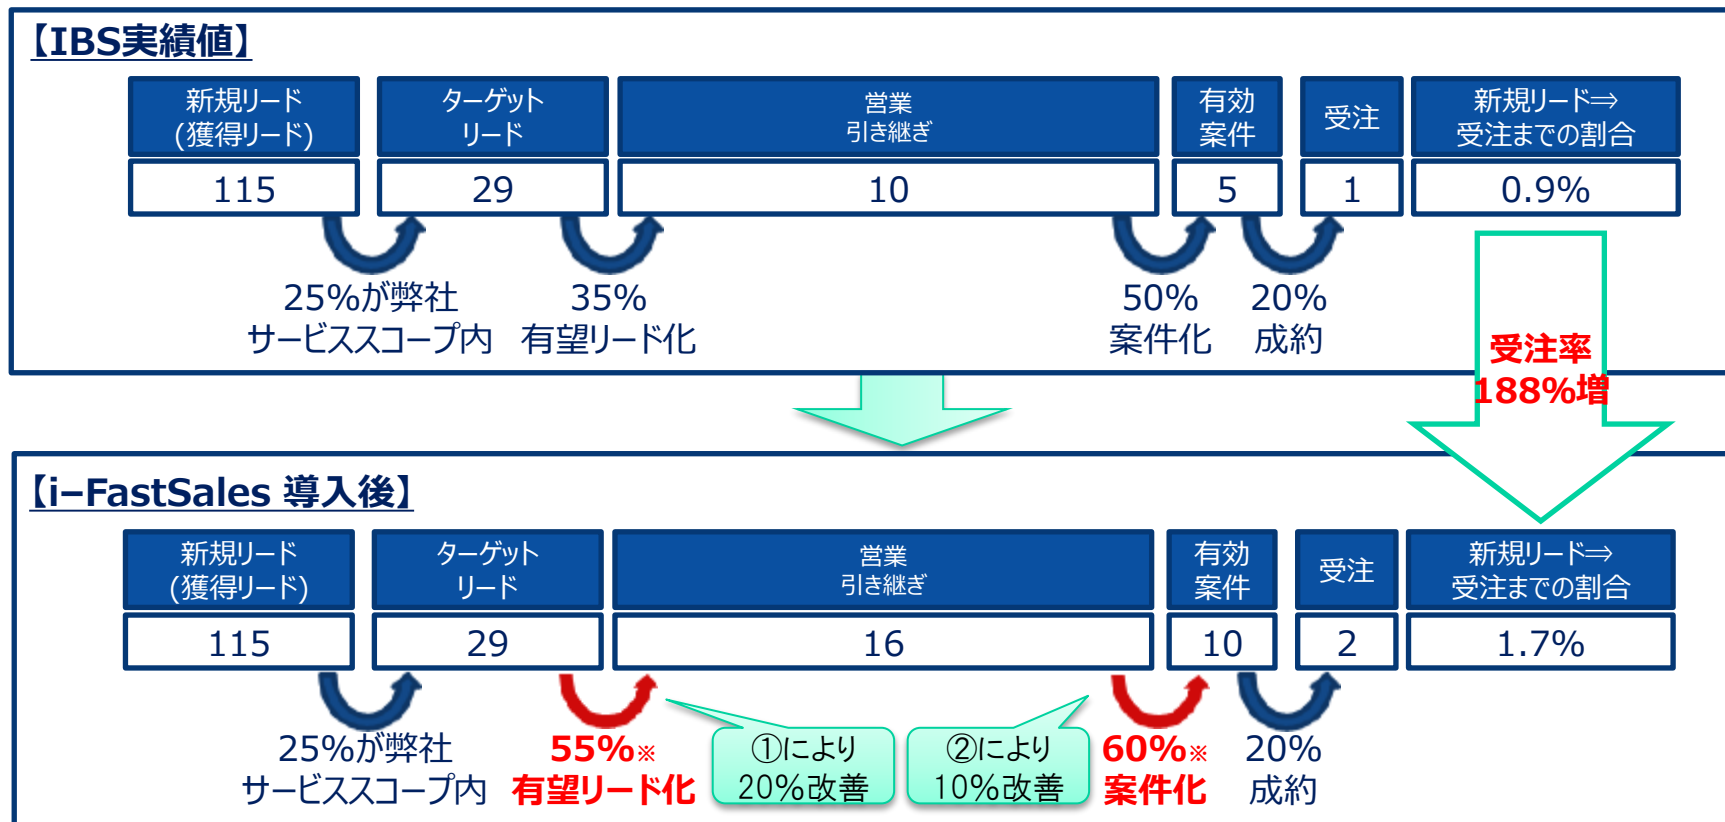 【IBS実績値】
新規リード
(獲得リード)
ターゲット
リード
営業
引き継ぎ
有効
案件
受注
新規リード⇒
受注までの割合
115
29
10
5
1
0.9%
25%が弊社
サービススコープ内
35%
有望リード化
50%
案件化
20%
成約
受注率
188%増
【i−FastSales 導入後】
新規リード
(獲得リード)
ターゲット
リード
営業
引き継ぎ
有効
案件
受注
新規リード⇒
受注までの割合
115
29
16
10
2
1.7%
25%が弊社
サービススコープ内
55%※
有望リード化
①により
20%改善
②により
10%改善
60%※
案件化
20%
成約